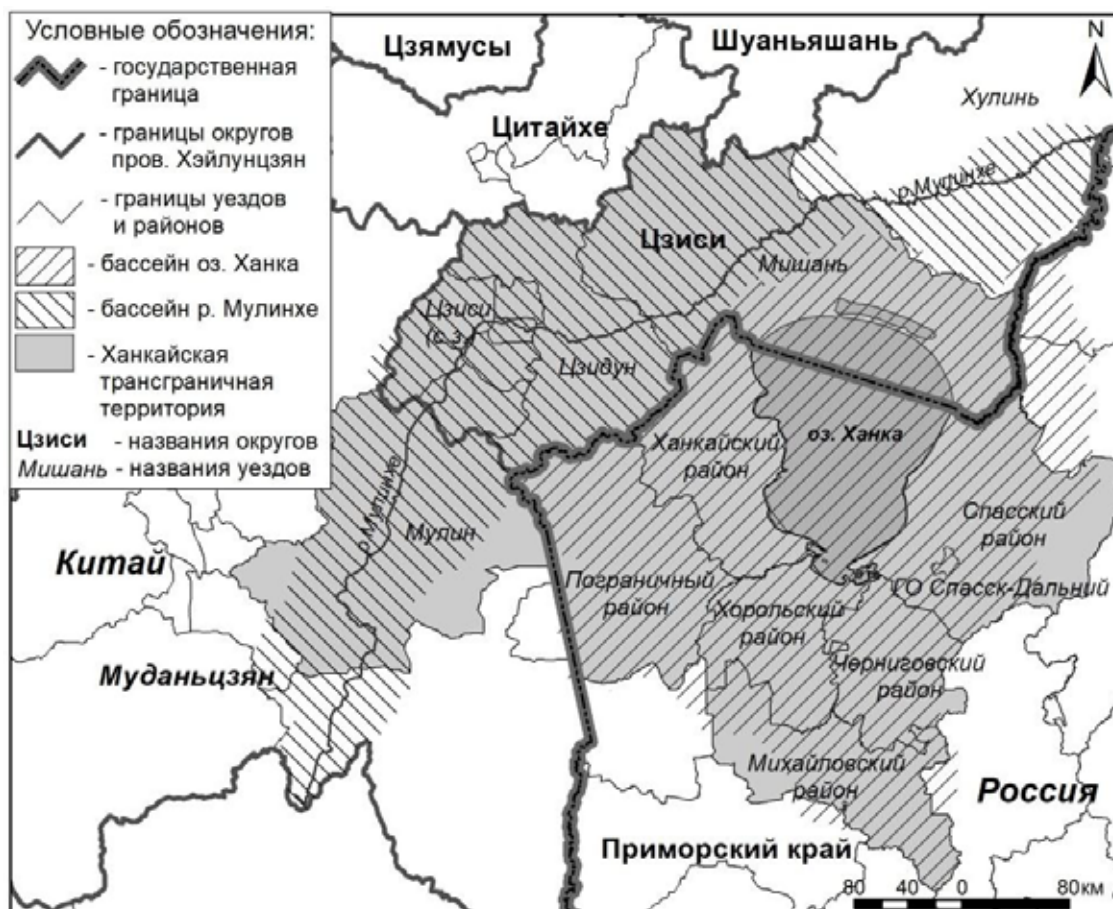 Условные обозначения:
- государственная
граница
- границы округов
пров. Хэйлунцзян
- границы уездов
и районов
- бассейн оз. Ханка
- бассейн р. Мулинхе
- Ханкайская
трансграничная
территория
Цзиси - названия округов
Мишань - названия уездов
Цзямусы
Шуаньяшань
N
Хулинь
Цитайхе
р.Мулинхе
Цзиси
Мишань
Цзиси
(с.з.)
Цзидун
Ханкайский
район
оз. Ханка
р.Мулинхе
Мулин
Спасский
район
Китай
Пограничный
район
Хорольский
район
ГО Спасск-Дальний
Муданьцзян
Черниговский
район
Михайловский
район
Россия
Приморский край
80 40 0 80км